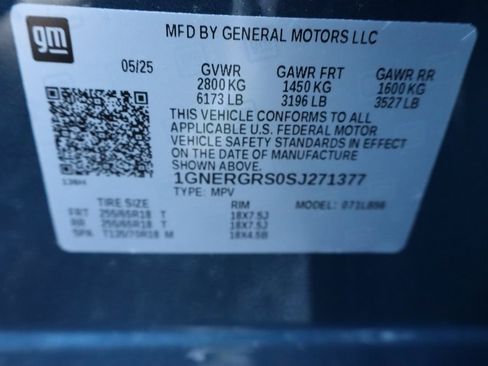 gm
MFD BY GENERAL MOTORS LLC
05/25 GVWR GAWR FRT GAWR RR
2800 KG 1450 KG 1600 KG
6173 LB 3196 LB 3527 LB
THIS VEHICLE CONFORMS TO ALL
APPLICABLE U.S. FEDERAL MOTOR
VEHICLE SAFETY STANDARDS IN EFFECT
ON THE DATE OF MANUFACTURE
SHOWN ABOVE.
1GNERGRS0SJ271377
TYPE: MPV MODEL:
TIRE SIZE RIM
FRT 255/65R18 T 18X7.5J
RR 255/65R18 T 18X7.5J
SPA T135/70R18 M 18X4.5B